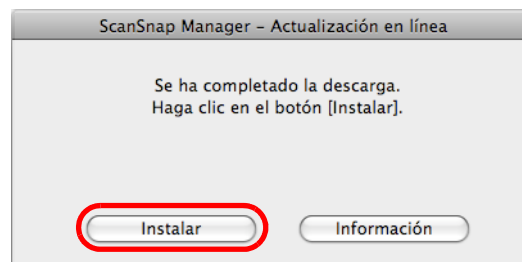 ScanSnap Manager – Actualización en línea
Se ha completado la descarga.
Haga clic en el botón [Instalar].
Instalar
Información